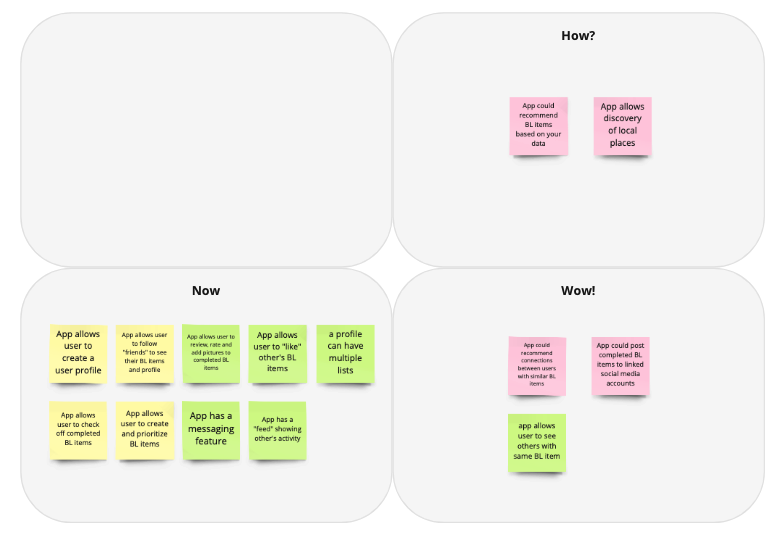 How?
App could
recommend
BL items
based on your
data
App allows
discovery
of local
places
Now
App allows
user to
create a
user profile
App allows user
to follow
"friends" to see
their BL items
and profile
App allows user to
review, rate and
add pictures to
completed BL
items
App allows
user to "like"
other's BL
items
a profile
can have
multiple
lists
App allows
user to check
off completed
BL items
App allows
user to create
and prioritize
BL items
App has a
messaging
feature
App has a
"feed" showing
other's activity
Wow!
App could
recommend
connections
between users
with similar BL
items
App could post
completed BL
items to linked
social media
accounts
app allows
user to see
others with
same BL item